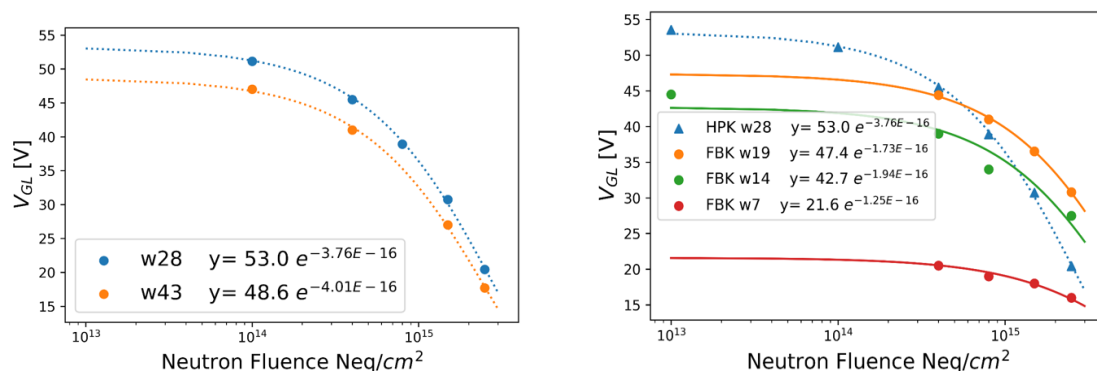 55
50
45
40
35
30
25
20
15
V_GL [V]
w28 y= 53.0 e^−3.76E−16
w43 y= 48.6 e^−4.01E−16
10^13 10^14 10^15
Neutron Fluence Neq/cm^2
55
50
45
40
35
30
25
20
15
V_GL [V]
HPK w28 y= 53.0 e^−3.76E−16
FBK w19 y= 47.4 e^−1.73E−16
FBK w14 y= 42.7 e^−1.94E−16
FBK w7 y= 21.6 e^−1.25E−16
10^13 10^14 10^15
Neutron Fluence Neq/cm^2